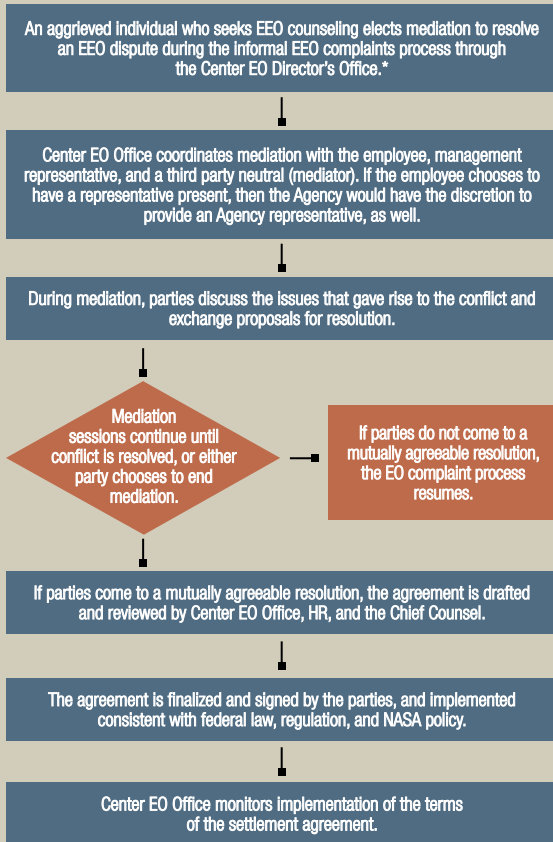 An aggrieved individual who seeks EEO counseling elects mediation to resolve
an EEO dispute during the informal EEO complaints process through
the Center EO Director's Office.*
Center EO Office coordinates mediation with the employee, management
representative, and a third party neutral (mediator). If the employee chooses to
have a representative present, then the Agency would have the discretion to
provide an Agency representative, as well.
During mediation, parties discuss the issues that gave rise to the conflict and
exchange proposals for resolution.
Mediation
sessions continue until
conflict is resolved, or either
party chooses to end
mediation.
If parties do not come to a
mutually agreeable resolution,
the EO complaint process
resumes.
If parties come to a mutually agreeable resolution, the agreement is drafted
and reviewed by Center EO Office, HR, and the Chief Counsel.
The agreement is finalized and signed by the parties, and implemented
consistent with federal law, regulation, and NASA policy.
Center EO Office monitors implementation of the terms
of the settlement agreement.